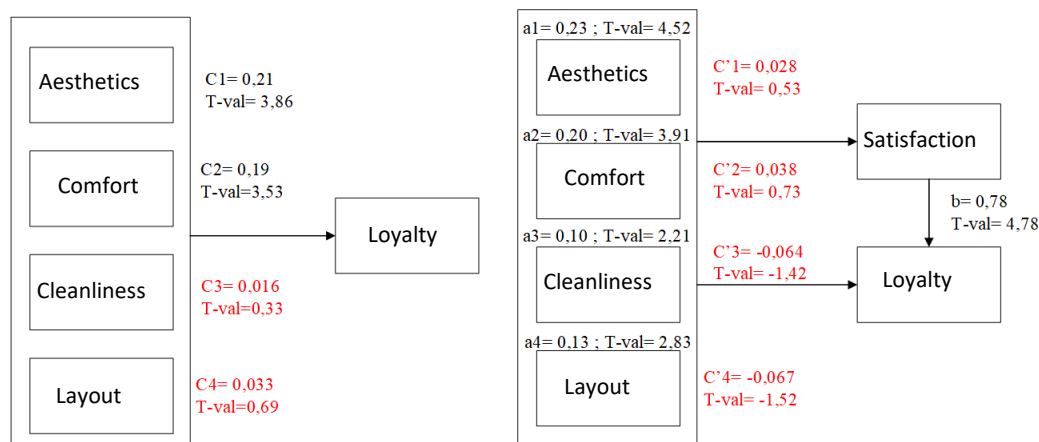 Aesthetics
C1= 0,21
T-val= 3,86
Comfort
C2= 0,19
T-val=3,53
Loyalty
Cleanliness
C3= 0,016
T-val=0,33
Layout
C4= 0,033
T-val=0,69
a1= 0,23 ; T-val= 4,52
Aesthetics
C'1= 0,028
T-val= 0,53
a2= 0,20 ; T-val= 3,91
Satisfaction
Comfort
C'2= 0,038
T-val= 0,73
b= 0,78
T-val= 4,78
a3= 0,10 ; T-val= 2,21
Cleanliness
C'3= -0,064
T-val= -1,42
Loyalty
a4= 0,13 ; T-val= 2,83
Layout
C'4= -0,067
T-val= -1,52